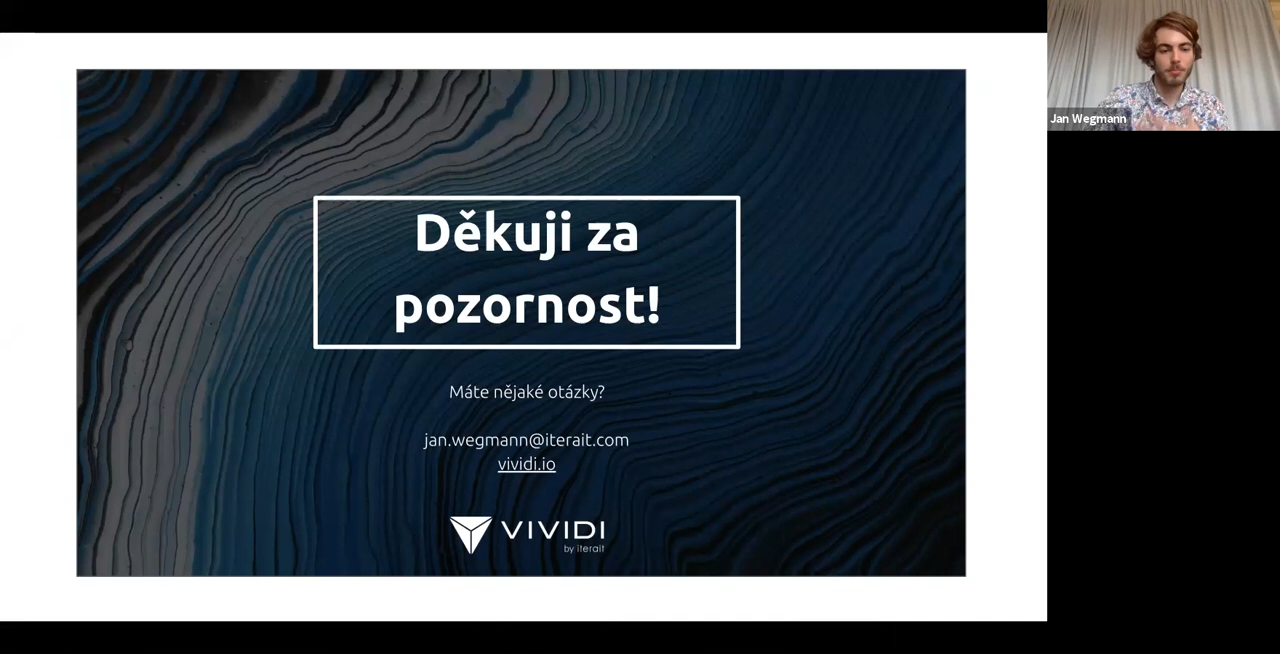 Děkuji za
pozornost!
Máte nějaké otázky?
jan.wegmann@iterait.com
vividi.io
VIVIDI
by iterait
Jan Wegmann